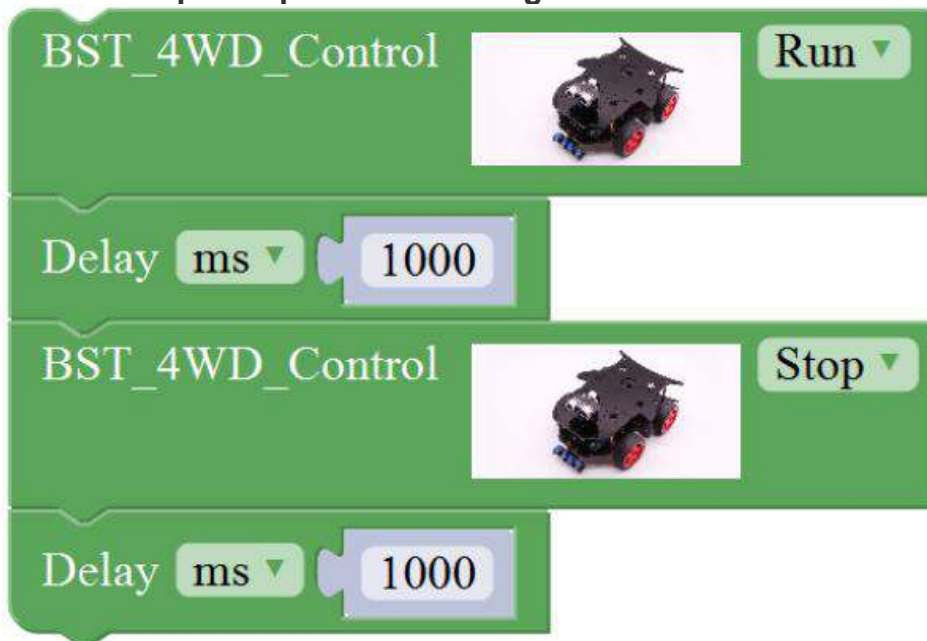 BST_4WD_Control Run
Delay ms 1000
BST_4WD_Control Stop
Delay ms 1000